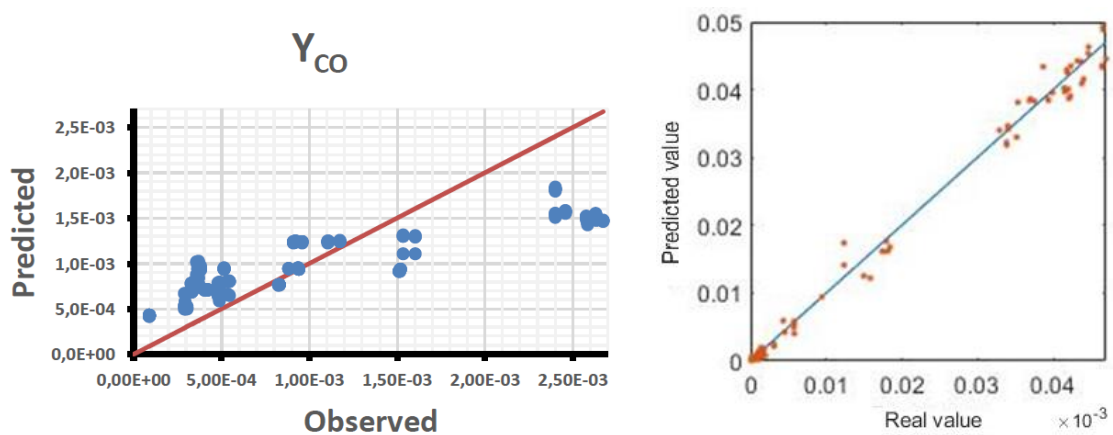 Y_CO
Predicted
2,5E-03
2,0E-03
1,5E-03
1,0E-03
5,0E-04
0,0E+00
0,00E+00 5,00E-04 1,00E-03 1,50E-03 2,00E-03 2,50E-03
Observed
Predicted value
0.05
0.04
0.03
0.02
0.01
0
0 0.01 0.02 0.03 0.04
Real value ×10⁻³